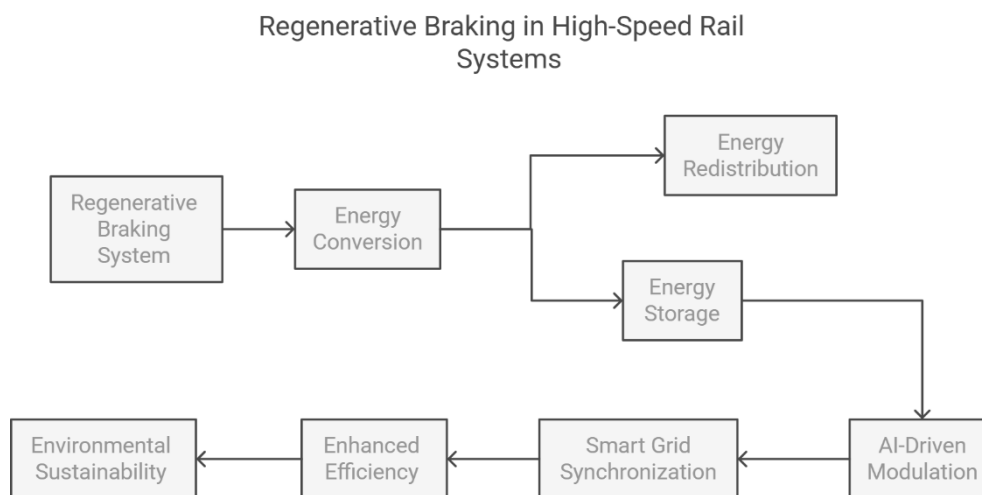 Regenerative Braking in High-Speed Rail
Systems
Energy
Redistribution
Regenerative
Braking
System
Energy
Conversion
Energy
Storage
Environmental
Sustainability
Enhanced
Efficiency
Smart Grid
Synchronization
AI-Driven
Modulation